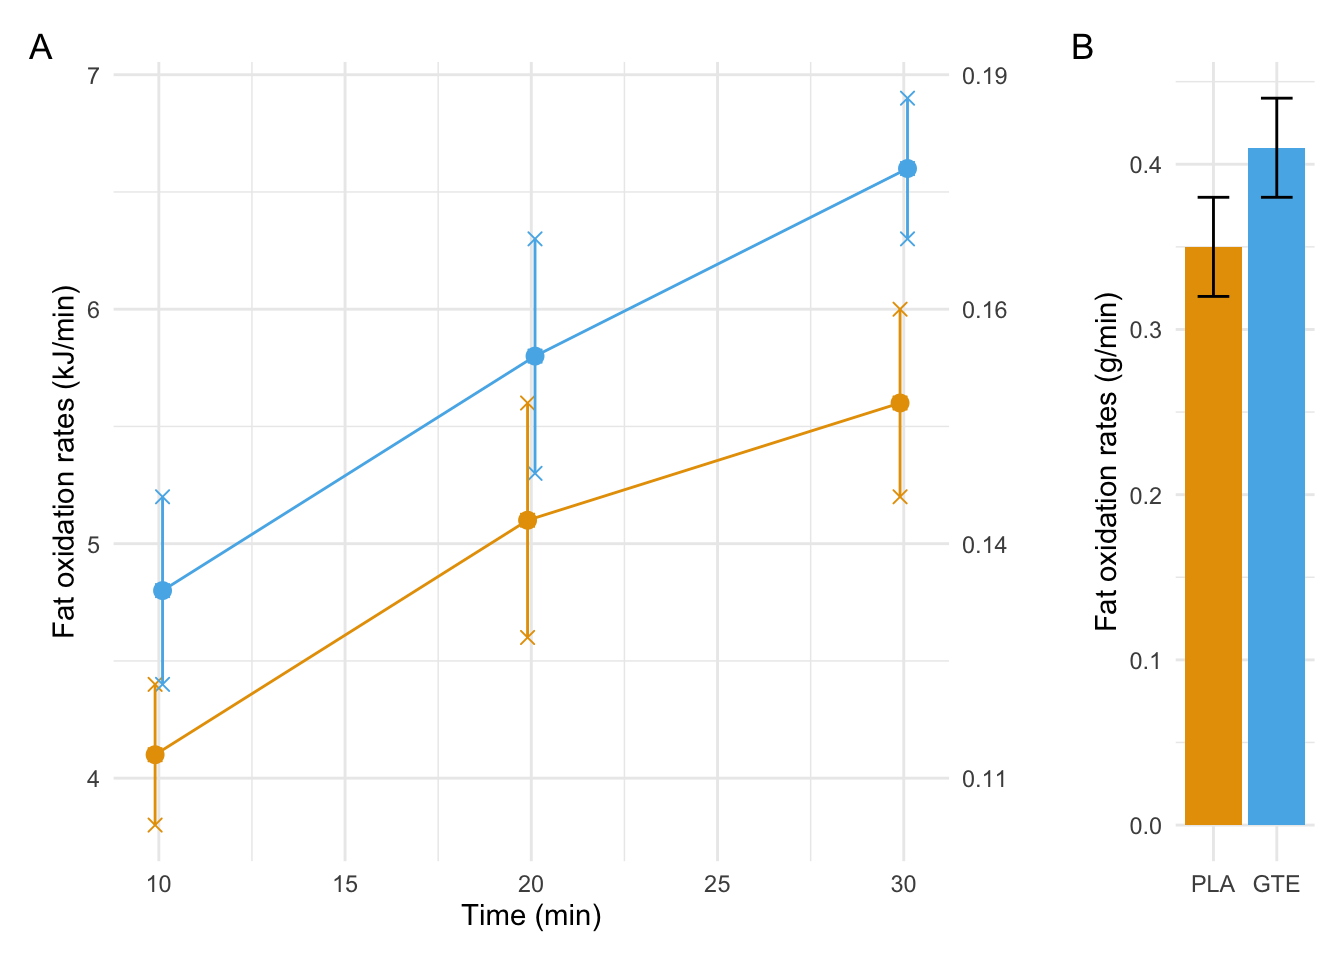 A
7
6
5
4
Fat oxidation rates (kJ/min)
0.19
0.16
0.14
0.11
10 15 20 25 30
Time (min)
B
0.4
0.3
0.2
0.1
0.0
Fat oxidation rates (g/min)
PLA GTE